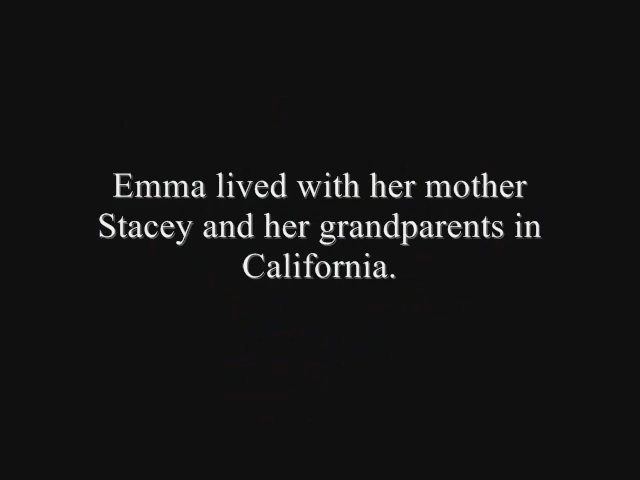 Emma lived with her mother
Stacey and her grandparents in
California.